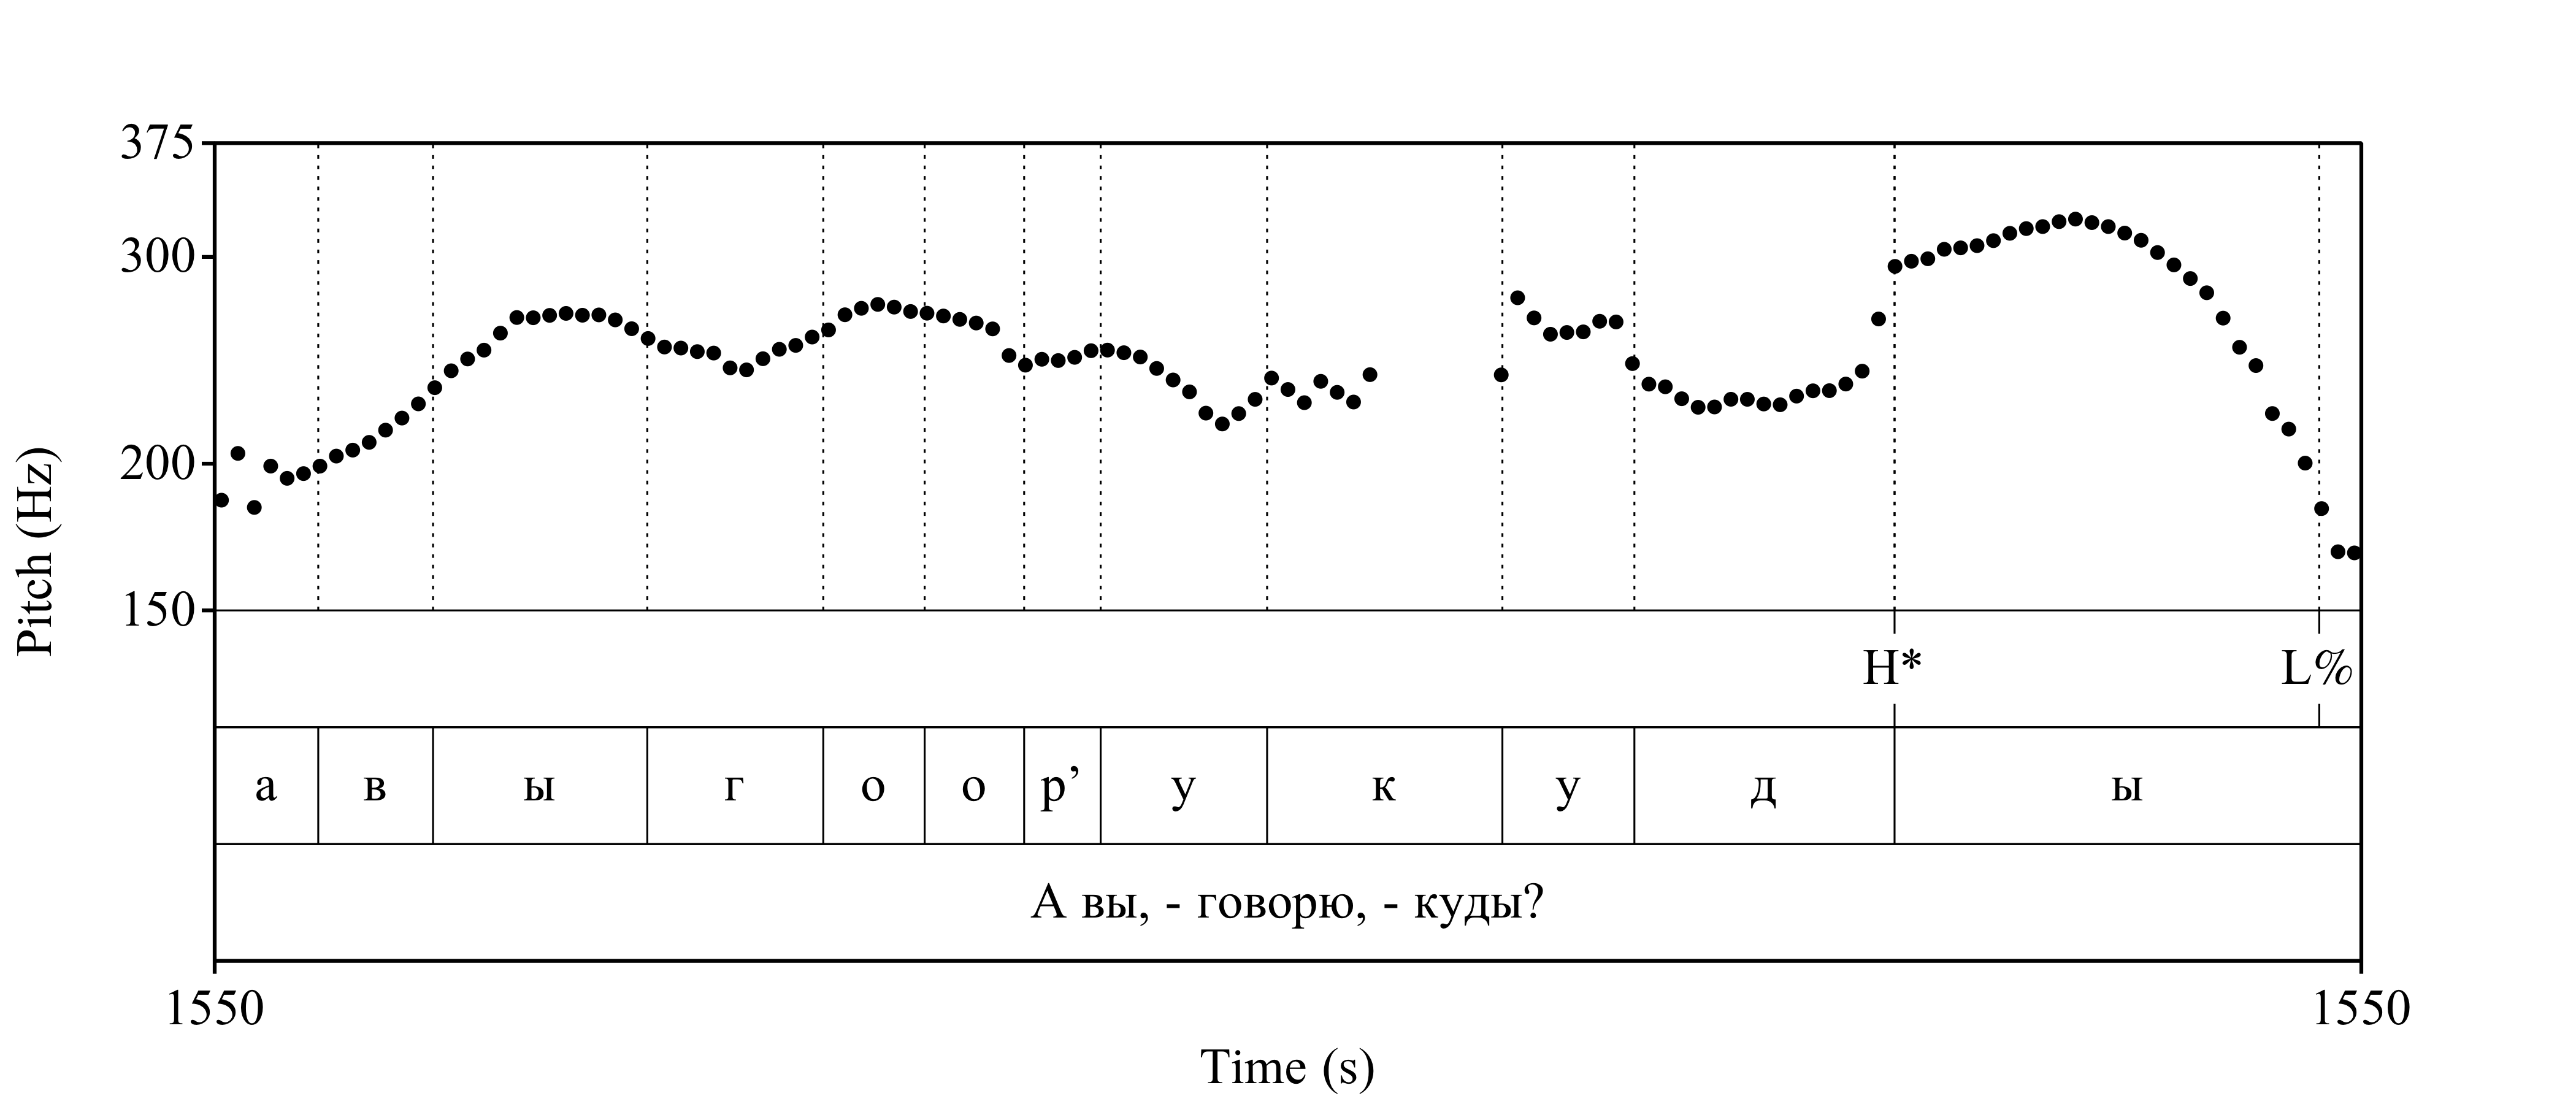 375
300
200
150
Pitch (Hz)
H* L%
а в ы г о о р’ у к у д ы
А вы, - говорю, - куды?
1550 1550
Time (s)